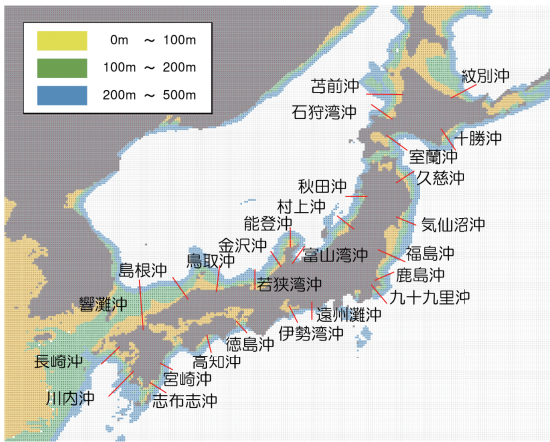 0m ～ 100m
100m ～ 200m
200m ～ 500m
紋別沖
苫前沖
石狩湾沖
十勝沖
室蘭沖
久慈沖
秋田沖
村上沖
能登沖
気仙沼沖
金沢沖
富山湾沖
福島沖
鳥取沖
島根沖
鹿島沖
若狭湾沖
九十九里沖
響灘沖
遠州灘沖
伊勢湾沖
徳島沖
長崎沖
高知沖
宮崎沖
川内沖
志布志沖